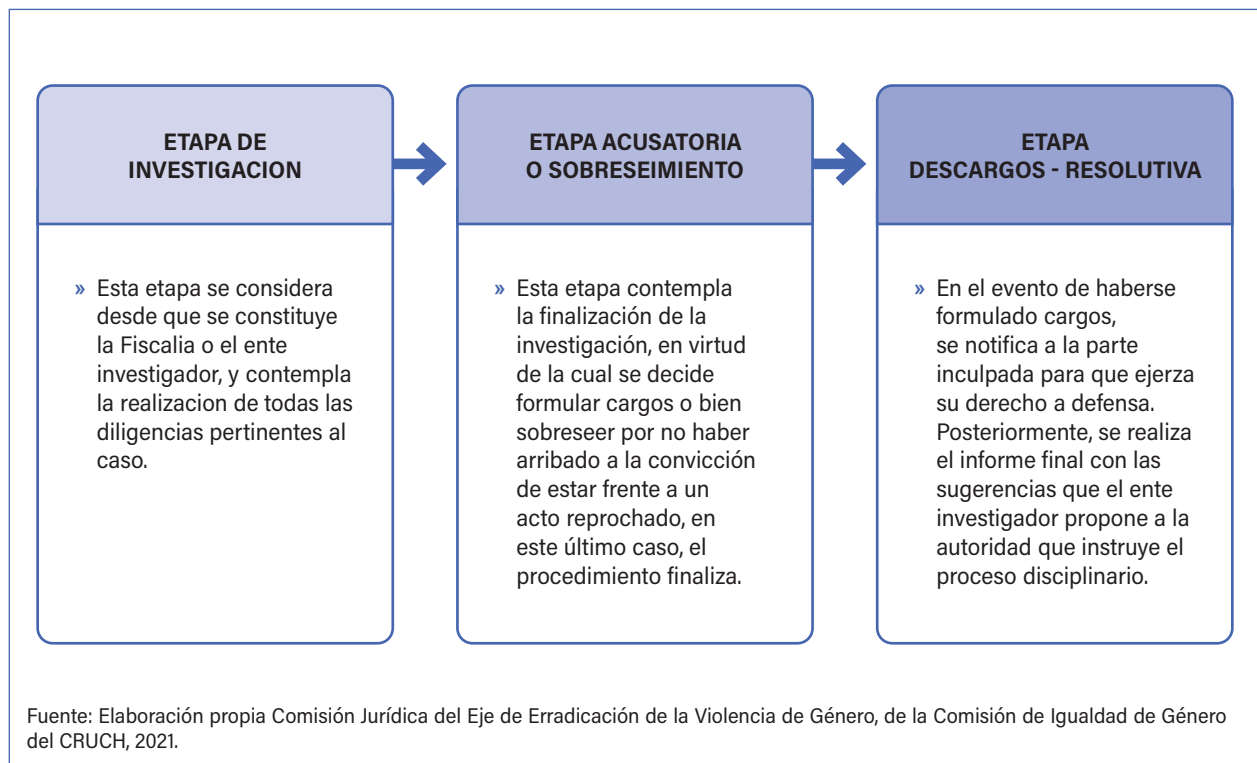 ETAPA DE
INVESTIGACION
» Esta etapa se considera
desde que se constituye
la Fiscalia o el ente
investigador, y contempla
la realizacion de todas las
diligencias pertinentes al
caso.
ETAPA ACUSATORIA
O SOBRESEIMIENTO
» Esta etapa contempla
la finalización de la
investigación, en virtud
de la cual se decide
formular cargos o bien
sobreseer por no haber
arribado a la convicción
de estar frente a un
acto reprochado, en
este último caso, el
procedimiento finaliza.
ETAPA
DESCARGOS - RESOLUTIVA
» En el evento de haberse
formulado cargos,
se notifica a la parte
inculpada para que ejerza
su derecho a defensa.
Posteriormente, se realiza
el informe final con las
sugerencias que el ente
investigador propone a la
autoridad que instruye el
proceso disciplinario.
Fuente: Elaboración propia Comisión Jurídica del Eje de Erradicación de la Violencia de Género, de la Comisión de Igualdad de Género
del CRUCH, 2021.